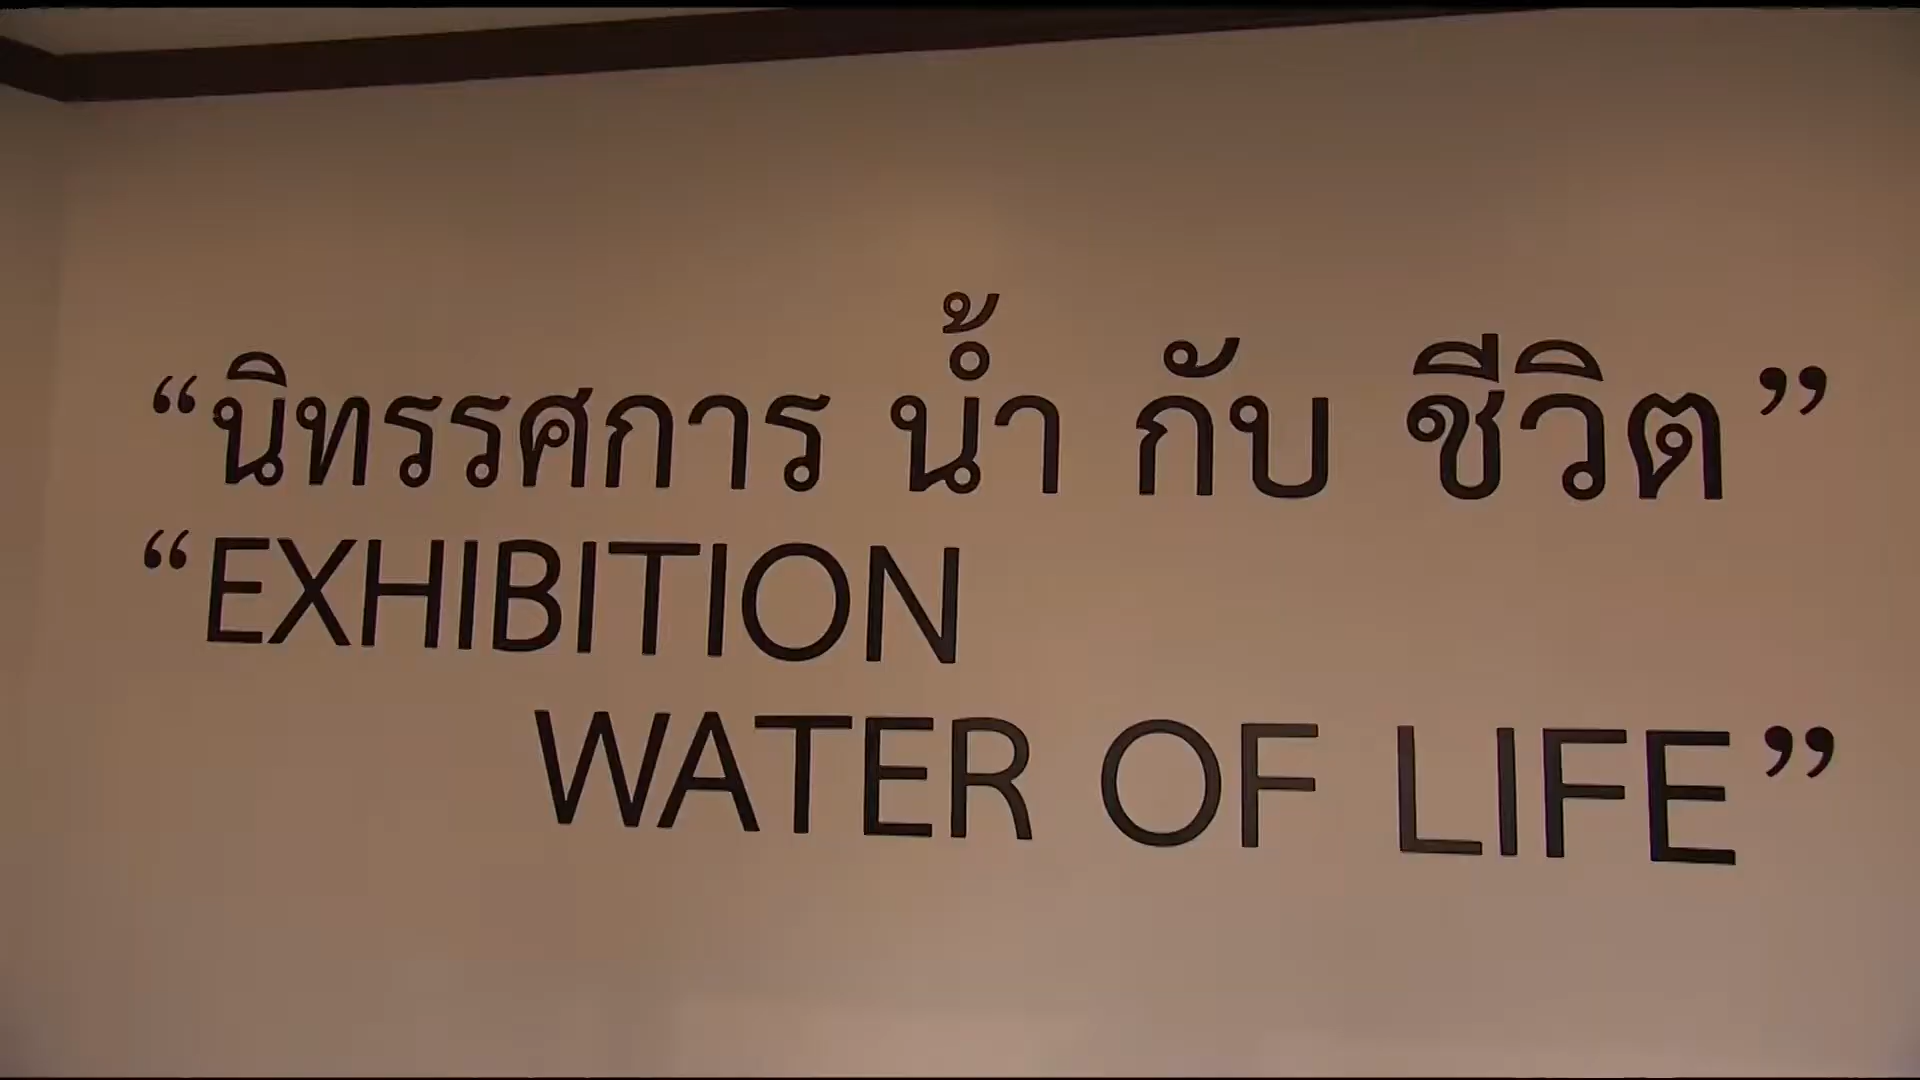 “นิทรรศการ น้ำ กับ ชีวิต”
“EXHIBITION
WATER OF LIFE”